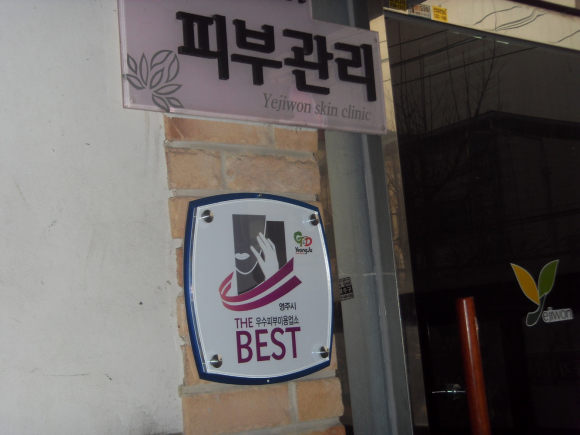 피부관리
Yejiwon skin clinic
YeongJu
영주시
THE 우수피부미용업소
BEST
Yejiwon